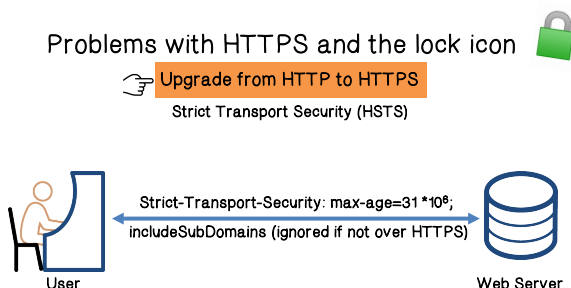 Problems with HTTPS and the lock icon
Upgrade from HTTP to HTTPS
Strict Transport Security (HSTS)
Strict-Transport-Security: max-age=31 *10⁶;
includeSubDomains (ignored if not over HTTPS)
User
Web Server